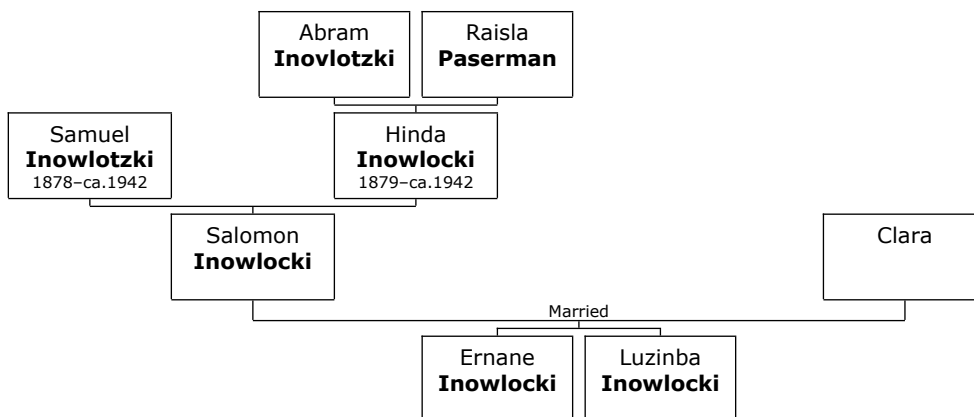 Abram
Inovlotzki
Raisla
Paserman
Samuel
Inowlotzki
1878–ca.1942
Hinda
Inowlocki
1879–ca.1942
Salomon
Inowlocki
Clara
Married
Ernane
Inowlocki
Luzinba
Inowlocki